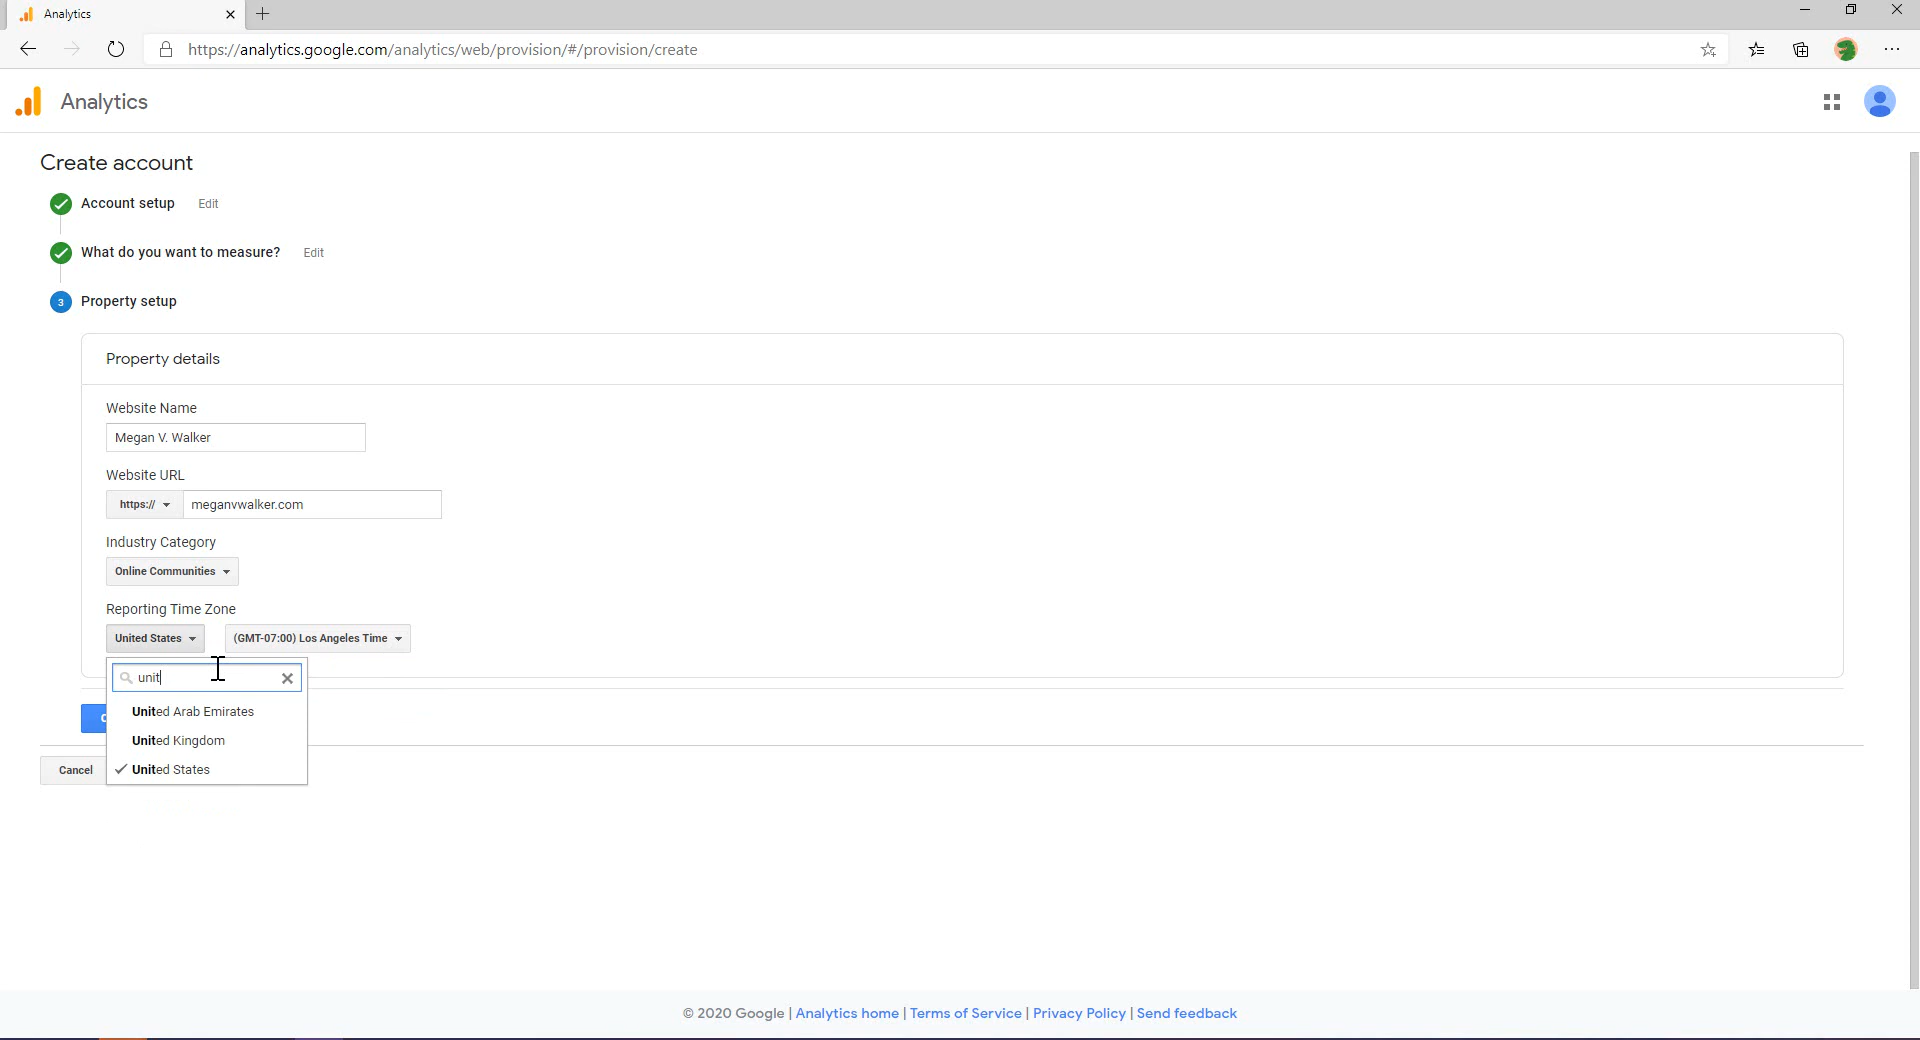 Analytics
https://analytics.google.com/analytics/web/provision/#/provision/create
Analytics
Create account
Account setup Edit
What do you want to measure? Edit
3 Property setup
Property details
Website Name
Megan V. Walker
Website URL
https:// meganvwalker.com
Industry Category
Online Communities
Reporting Time Zone
United States (GMT-07:00) Los Angeles Time
unit
United Arab Emirates
United Kingdom
United States
Cancel
© 2020 Google | Analytics home | Terms of Service | Privacy Policy | Send feedback